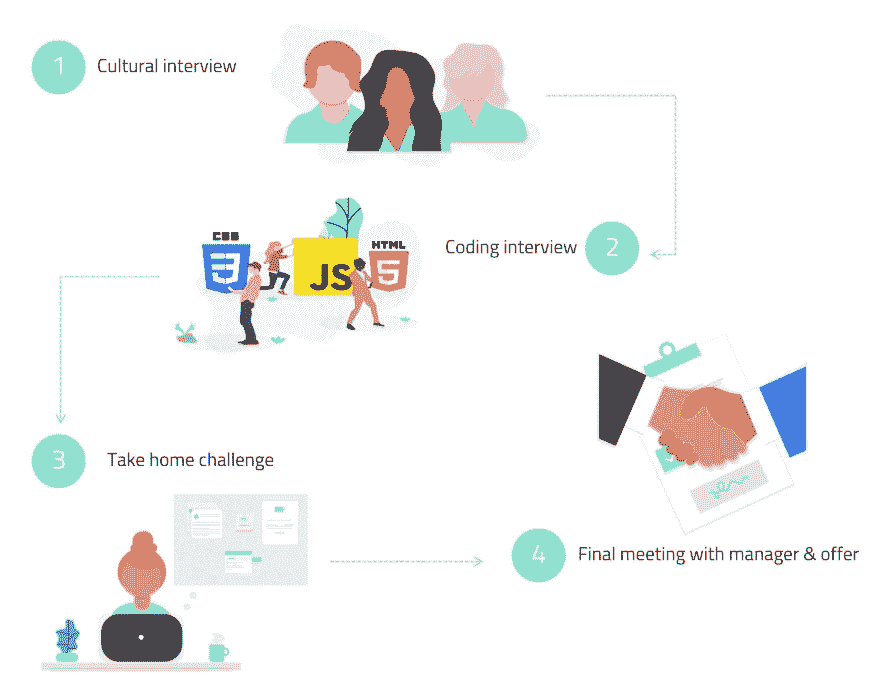 1
Cultural interview
Coding interview
2
CSS
JS
HTML
5
3
Take home challenge
4
Final meeting with manager & offer